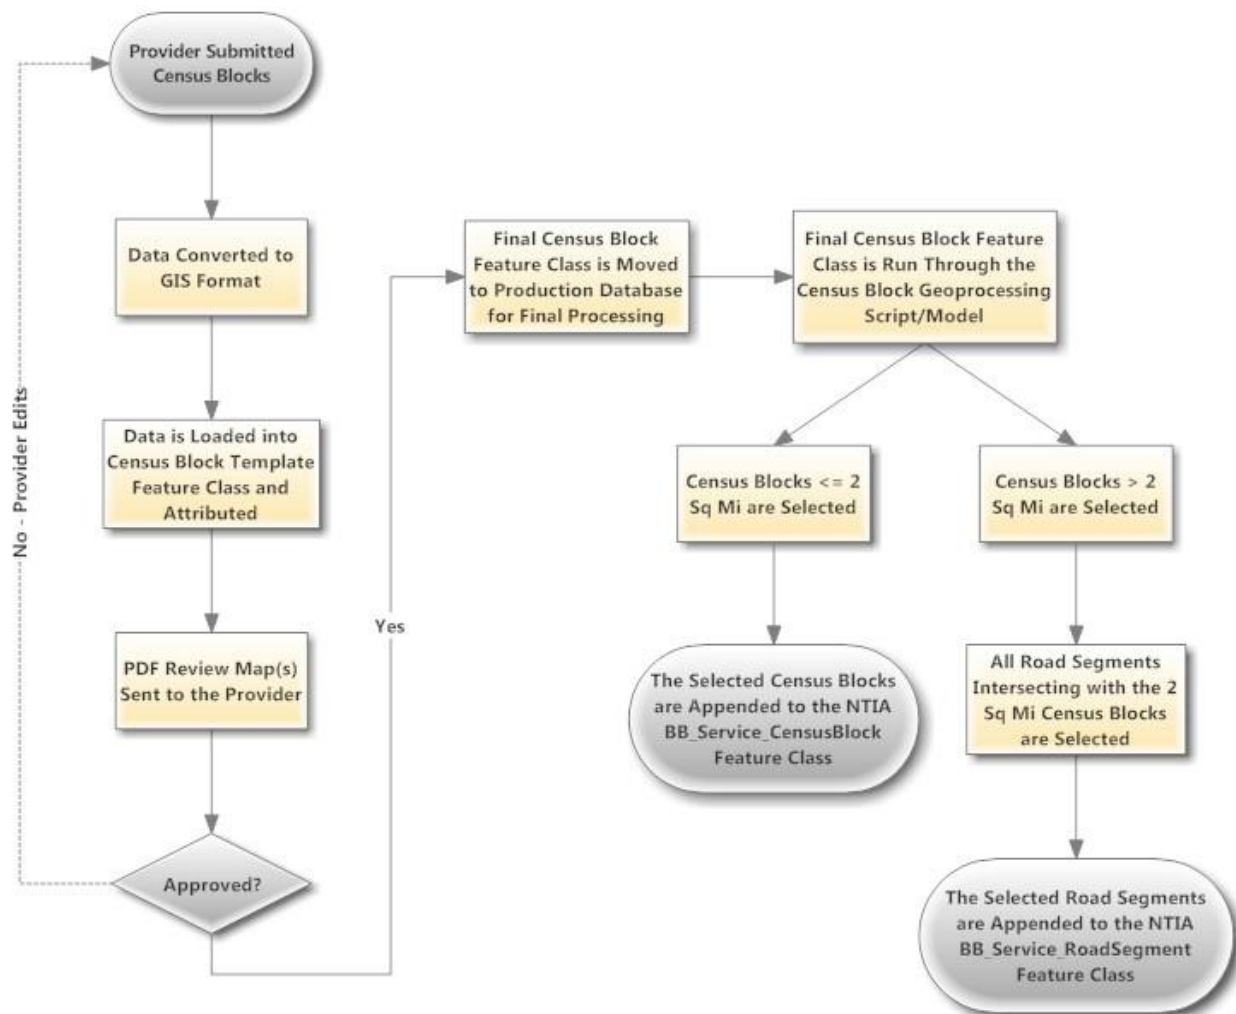 Provider Submitted
Census Blocks
Data Converted to
GIS Format
Data is Loaded into
Census Block Template
Feature Class and
Attributed
PDF Review Map(s)
Sent to the Provider
Approved?
No - Provider Edits
Yes
Final Census Block
Feature Class is Moved
to Production Database
for Final Processing
Final Census Block Feature
Class is Run Through the
Census Block Geoprocessing
Script/Model
Census Blocks <= 2
Sq Mi are Selected
The Selected Census Blocks
are Appended to the NTIA
BB_Service_CensusBlock
Feature Class
Census Blocks > 2
Sq Mi are Selected
All Road Segments
Intersecting with the 2
Sq Mi Census Blocks
are Selected
The Selected Road Segments
are Appended to the NTIA
BB_Service_RoadSegment
Feature Class